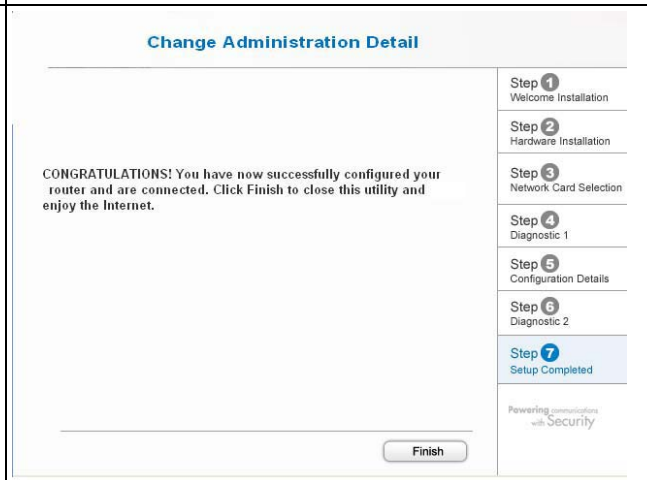 Change Administration Detail
CONGRATULATIONS! You have now successfully configured your
router and are connected. Click Finish to close this utility and
enjoy the Internet.
Step 1
Welcome Installation
Step 2
Hardware Installation
Step 3
Network Card Selection
Step 4
Diagnostic 1
Step 5
Configuration Details
Step 6
Diagnostic 2
Step 7
Setup Completed
Powering communications
with Security
Finish